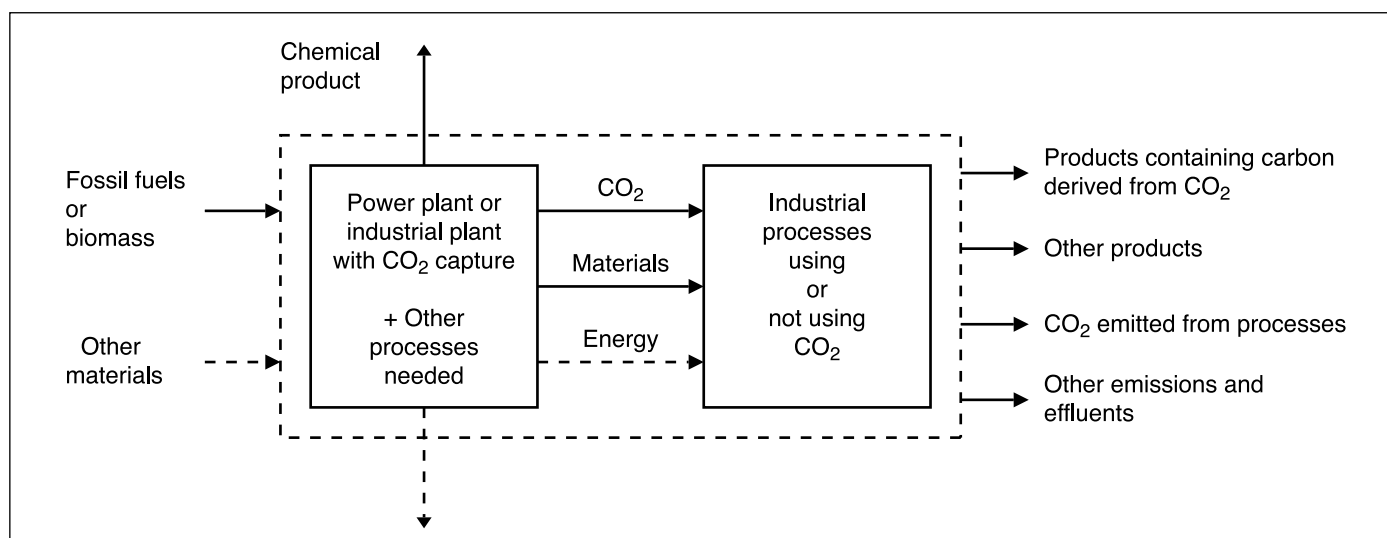 Chemical
product
Fossil fuels
or
biomass
Other
materials
Power plant or
industrial plant
with CO₂ capture
+ Other
processes
needed
CO₂
Materials
Energy
Industrial
processes
using
or
not using
CO₂
Products containing carbon
derived from CO₂
Other products
CO₂ emitted from processes
Other emissions and
effluents